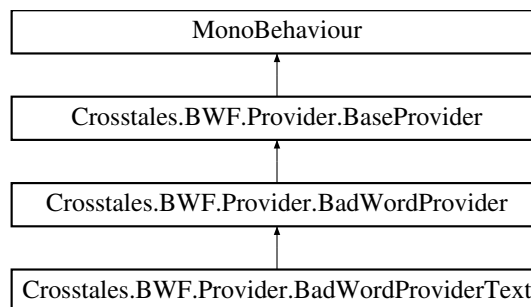 MonoBehaviour
Crosstales.BWF.Provider.BaseProvider
Crosstales.BWF.Provider.BadWordProvider
Crosstales.BWF.Provider.BadWordProviderText